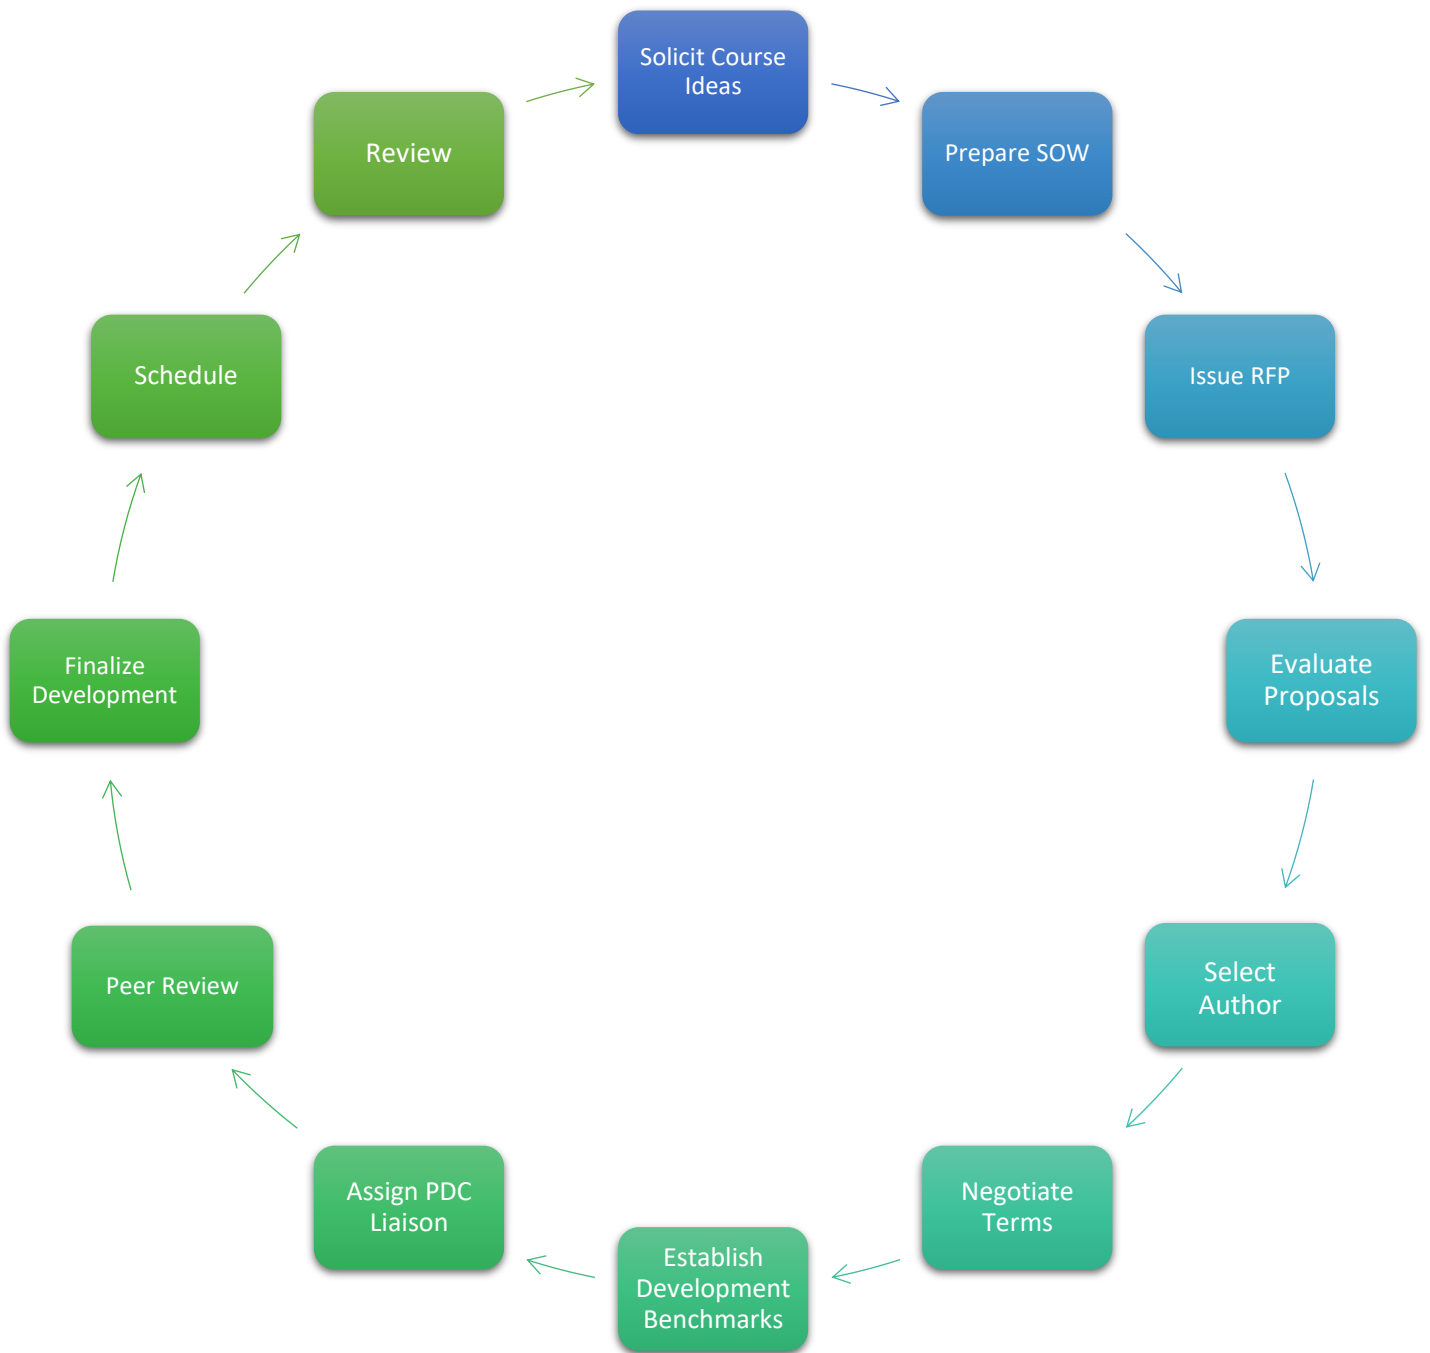 Solicit Course
Ideas
Prepare SOW
Issue RFP
Evaluate
Proposals
Select
Author
Negotiate
Terms
Establish
Development
Benchmarks
Assign PDC
Liaison
Peer Review
Finalize
Development
Schedule
Review